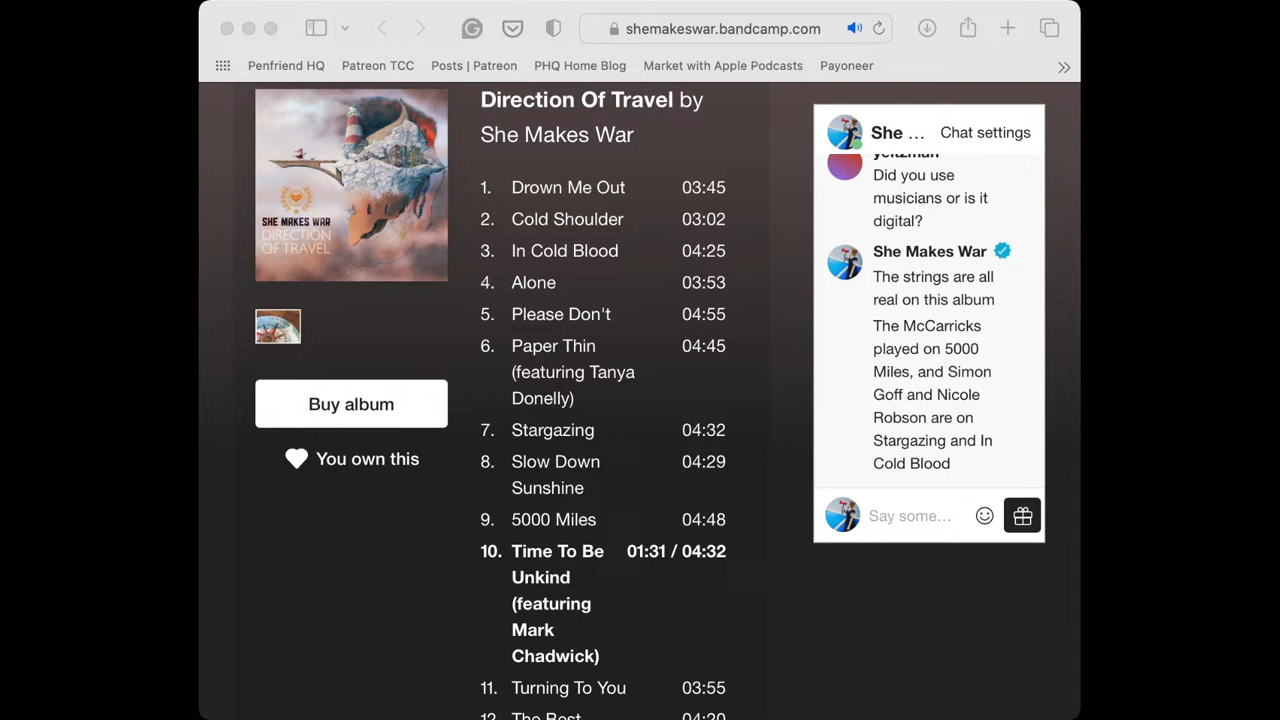 shemakeswar.bandcamp.com
Penfriend HQ
Patreon TCC
Posts | Patreon
PHQ Home Blog
Market with Apple Podcasts
Payoneer
SHE MAKES WAR
DIRECTION
OF TRAVEL
Buy album
You own this
Direction Of Travel by
She Makes War
1. Drown Me Out 03:45
2. Cold Shoulder 03:02
3. In Cold Blood 04:25
4. Alone 03:53
5. Please Don't 04:55
6. Paper Thin 04:45
(featuring Tanya
Donelly)
7. Stargazing 04:32
8. Slow Down 04:29
Sunshine
9. 5000 Miles 04:48
10. Time To Be 01:31 / 04:32
Unkind
(featuring
Mark
Chadwick)
11. Turning To You 03:55
12. The Best 04:20
She ... Chat settings
yeltzman
Did you use
musicians or is it
digital?
She Makes War
The strings are all
real on this album
The McCarricks
played on 5000
Miles, and Simon
Goff and Nicole
Robson are on
Stargazing and In
Cold Blood
Say some...